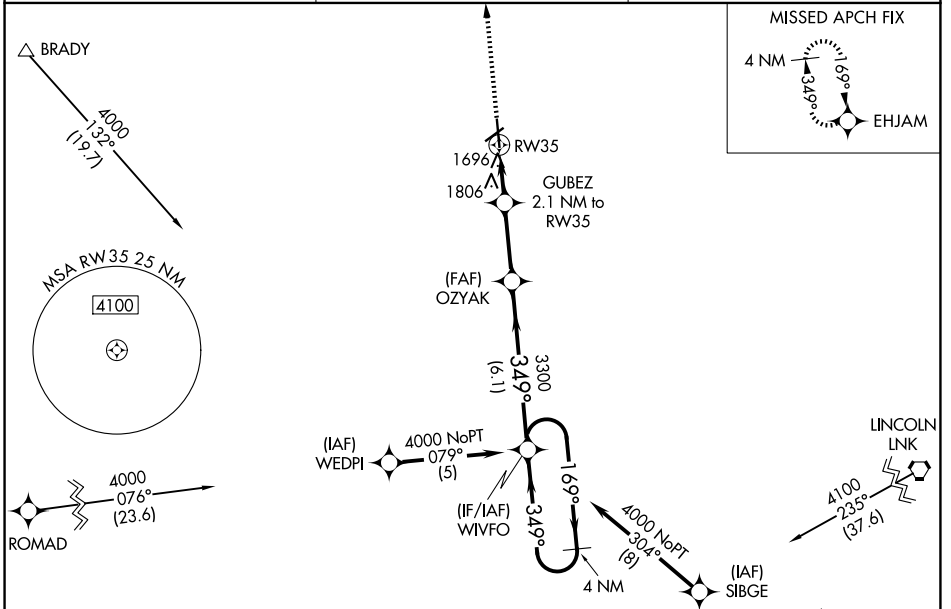 MISSED APCH FIX
4 NM
349°
169°
EHJAM
BRADY
4000
132°
(19.7)
RW35
1696
1806
GUBEZ
2.1 NM to
RW35
MSA RW35 25 NM
4100
(FAF)
OZYAK
3300
349°
(6.1)
(IAF)
WEDPI
4000 NoPT
079°
(5)
(IF/IAF)
WIVFO
349°
169°
4 NM
LINCOLN
LNK
4100
235°
(37.6)
4000 NoPT
304°
(8)
(IAF)
SIBGE
4000
076°
(23.6)
ROMAD